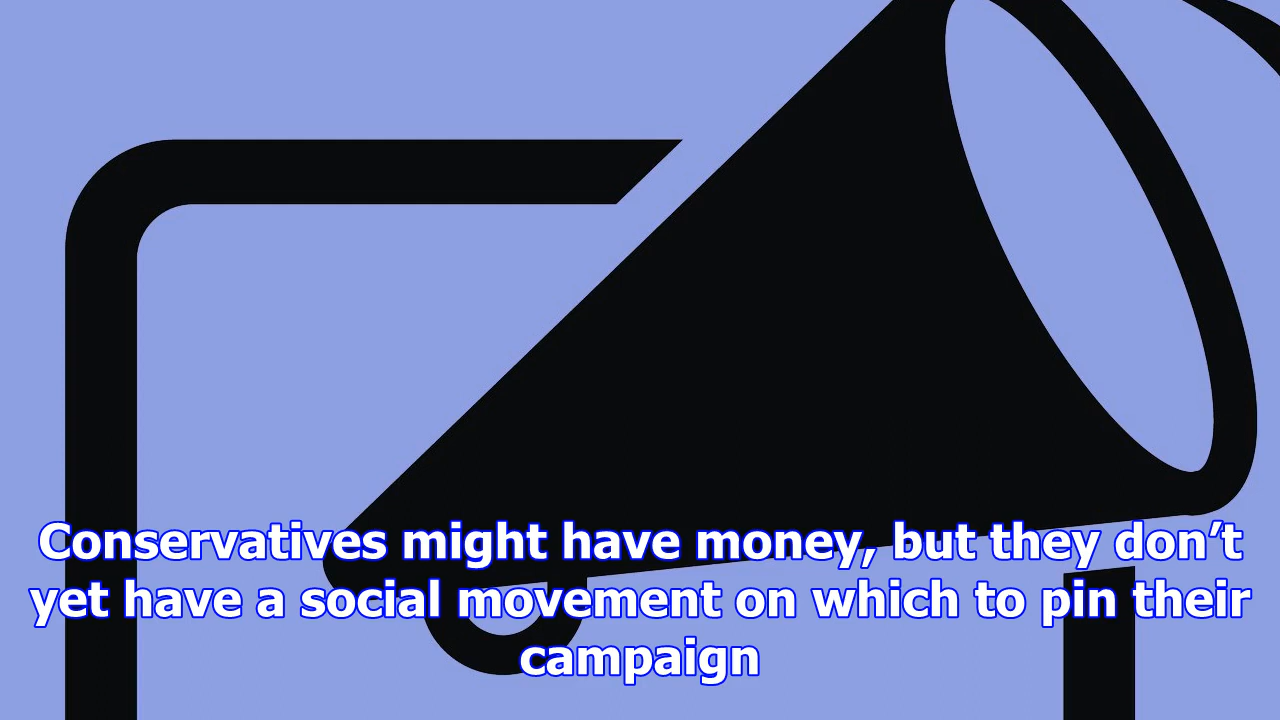 Conservatives might have money, but they don’t
yet have a social movement on which to pin their
campaign